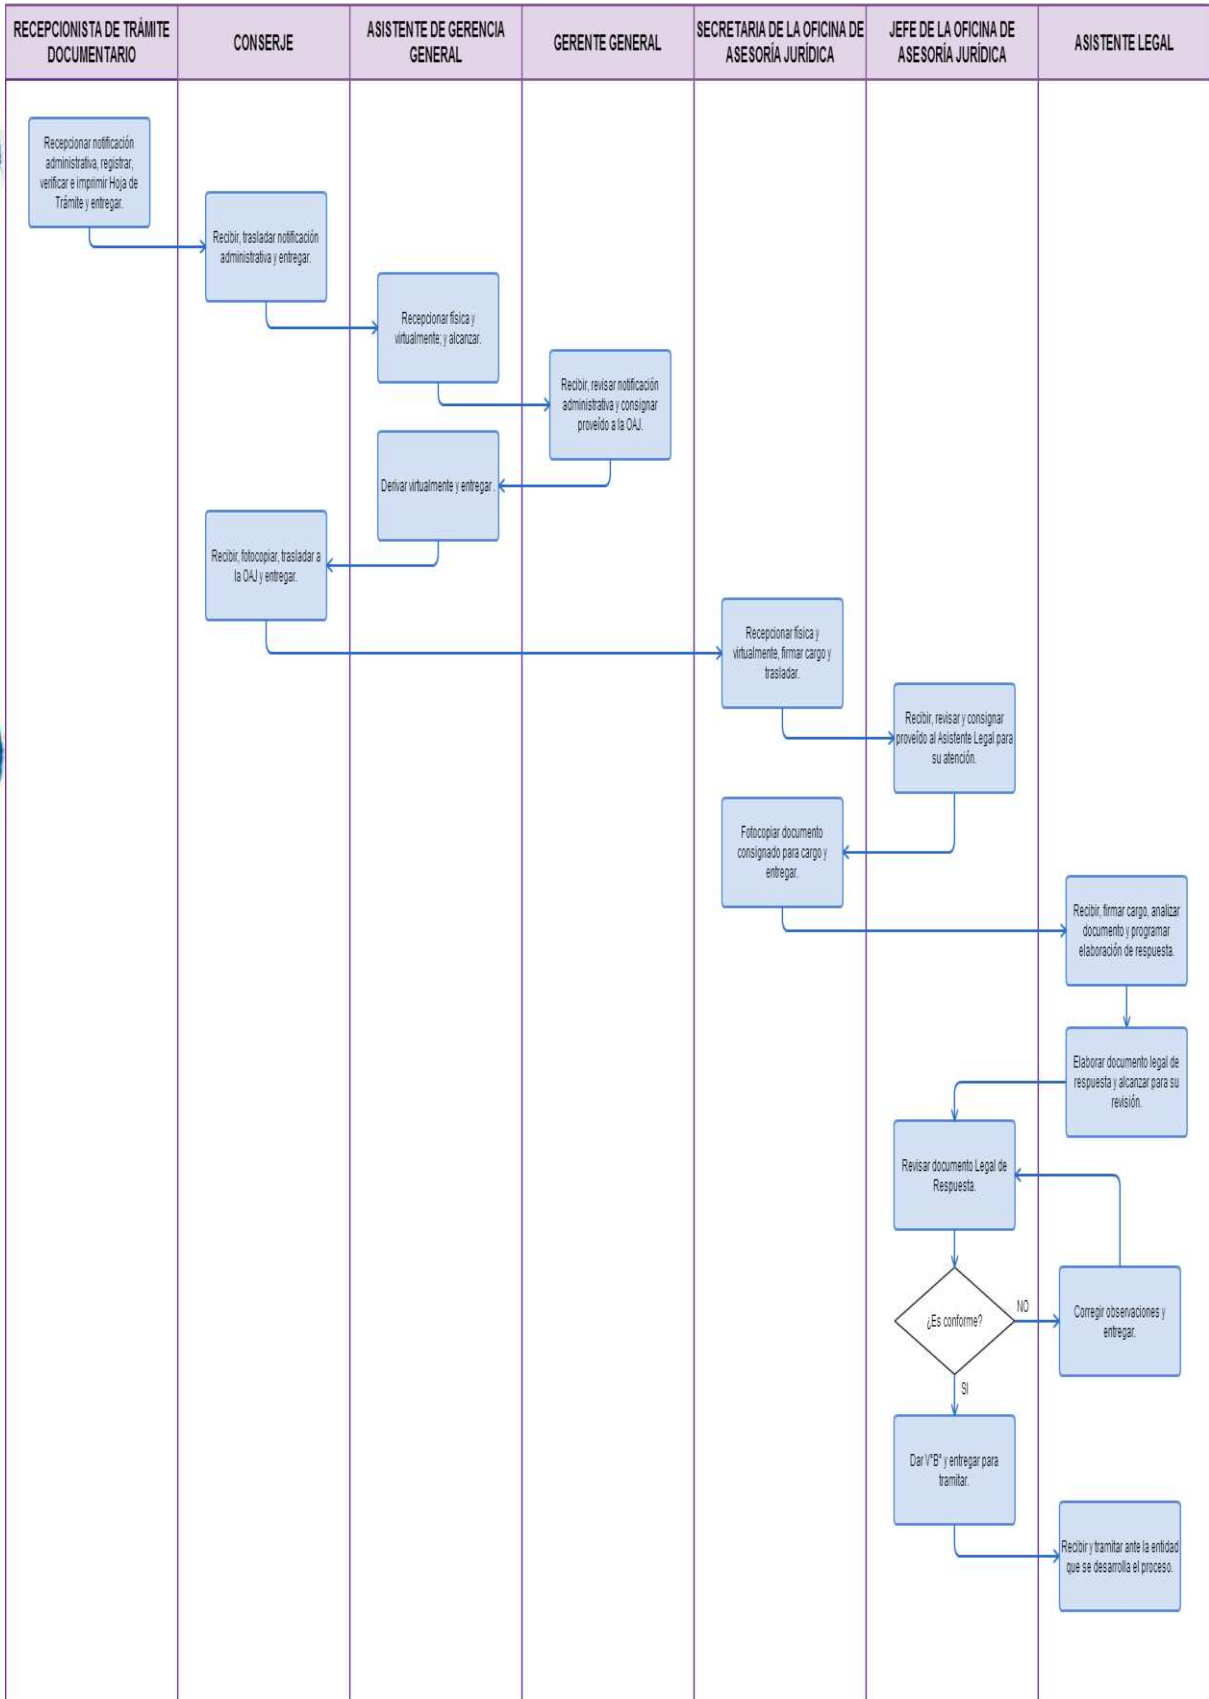 RECEPCIONISTA DE TRÁMITE
DOCUMENTARIO
CONSERJE
ASISTENTE DE GERENCIA
GENERAL
GERENTE GENERAL
SECRETARIA DE LA OFICINA DE
ASESORÍA JURÍDICA
JEFE DE LA OFICINA DE
ASESORÍA JURÍDICA
ASISTENTE LEGAL
Recepcionar notificación
administrativa, registrar,
verificar e imprimir Hoja de
Trámite y entregar.
Recibir, trasladar notificación
administrativa y entregar.
Recepcionar física y
virtualmente; y alcanzar.
Recibir, revisar notificación
administrativa y consignar
proveído a la OAJ.
Derivar virtualmente y entregar .
Recibir, fotocopiar, trasladar a
la OAJ y entregar.
Recepcionar física y
virtualmente, firmar cargo y
trasladar.
Recibir, revisar y consignar
proveído al Asistente Legal para
su atención.
Fotocopiar documento
consignado para cargo y
entregar.
Recibir, firmar cargo, analizar
documento y programar
elaboración de respuesta.
Elaborar documento legal de
respuesta y alcanzar para su
revisión.
Revisar documento Legal de
Respuesta.
¿Es conforme?
NO
Corregir observaciones y
entregar.
SI
Dar V°B° y entregar para
tramitar.
Recibir y tramitar ante la entidad
que se desarrolla el proceso.